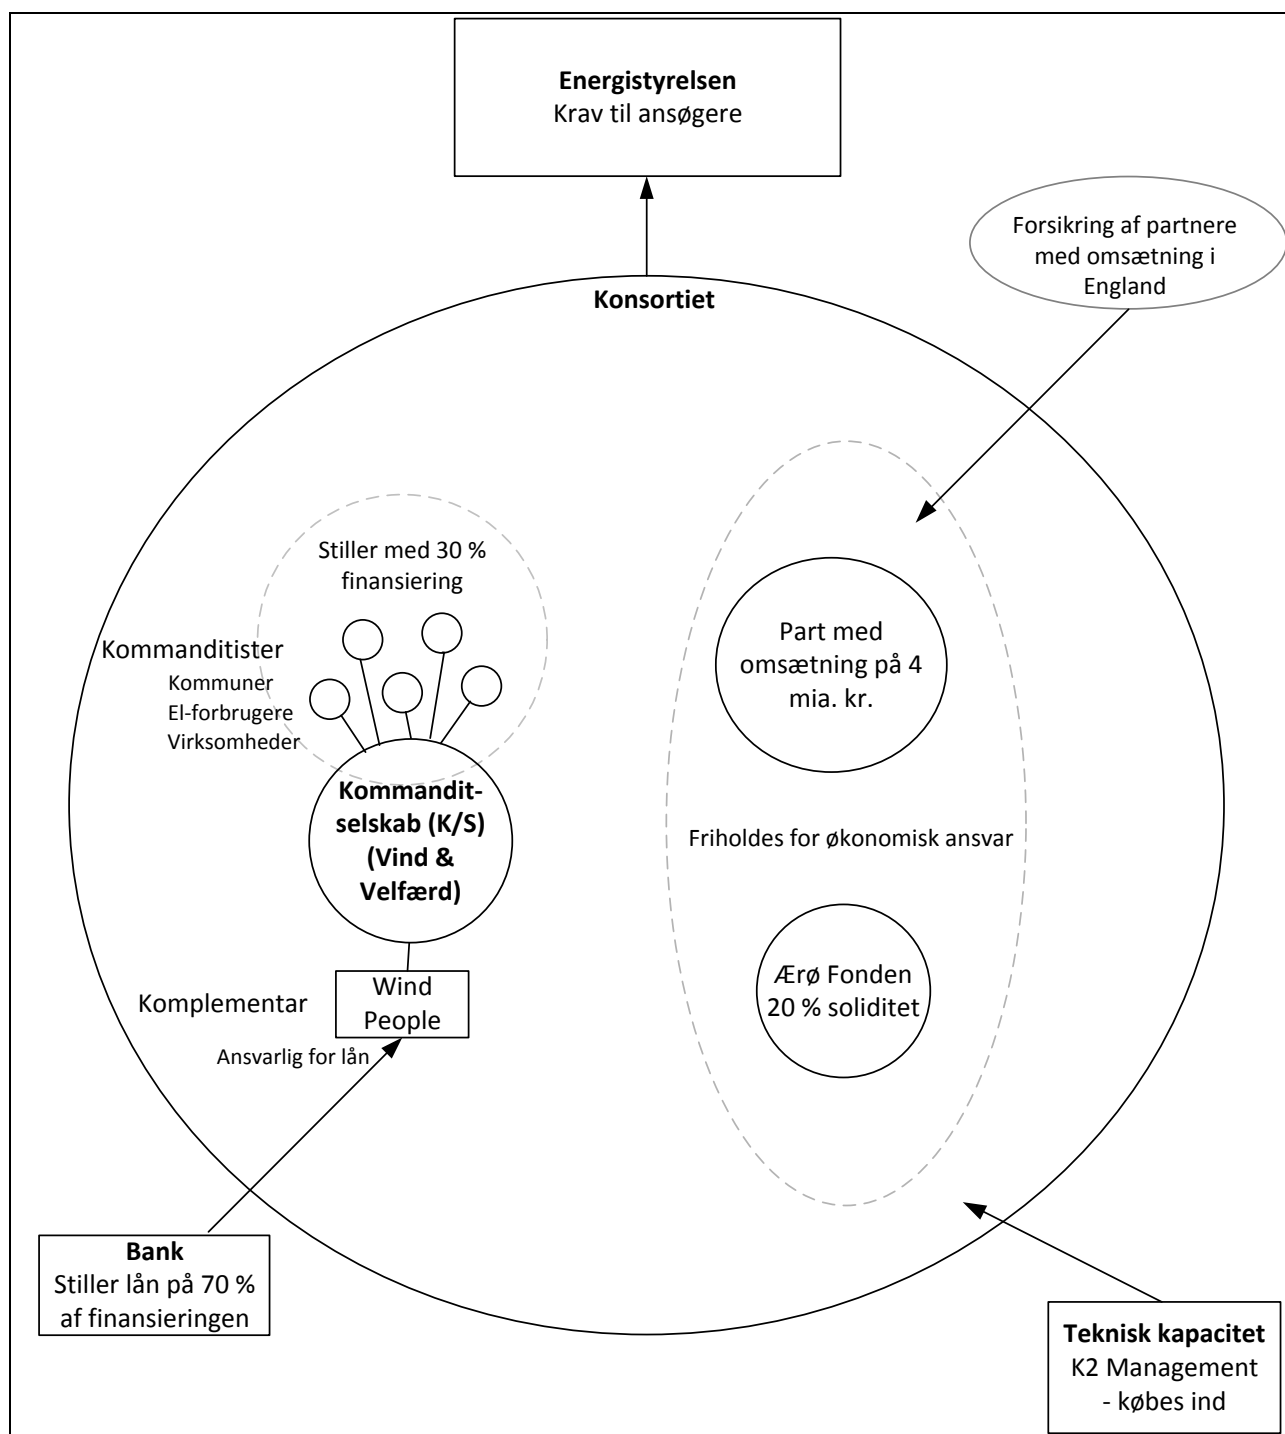 Energistyrelsen
Krav til ansøgere
Forsikring af partnere
med omsætning i
England
Konsortiet
Stiller med 30 %
finansiering
Kommanditister
Kommuner
El-forbrugere
Virksomheder
Kommandit-
selskab (K/S)
(Vind &
Velfærd)
Part med
omsætning på 4
mia. kr.
Friholdes for økonomisk ansvar
Ærø Fonden
20 % soliditet
Komplementar
Wind
People
Ansvarlig for lån
Bank
Stiller lån på 70 %
af finansieringen
Teknisk kapacitet
K2 Management
- købes ind